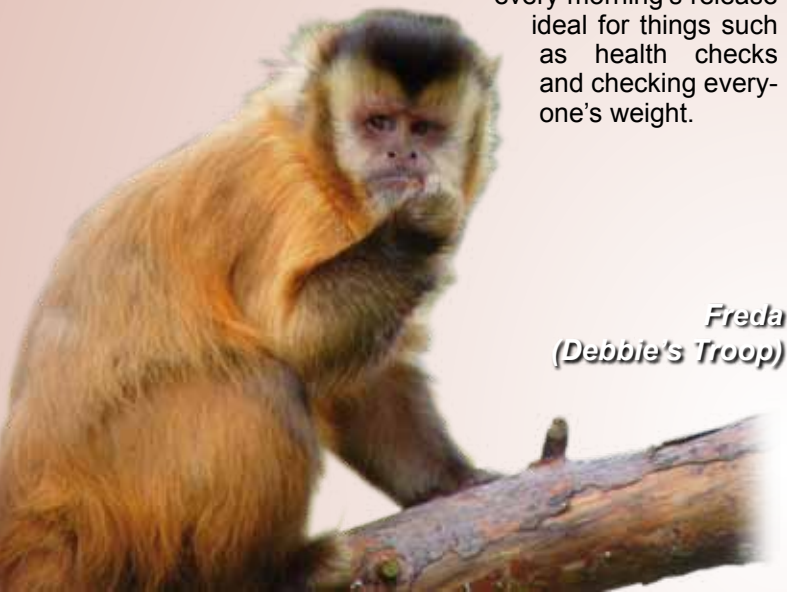 every morning's release
ideal for things such
as health checks
and checking every-
one's weight.
Freda
(Debbie's Troop)